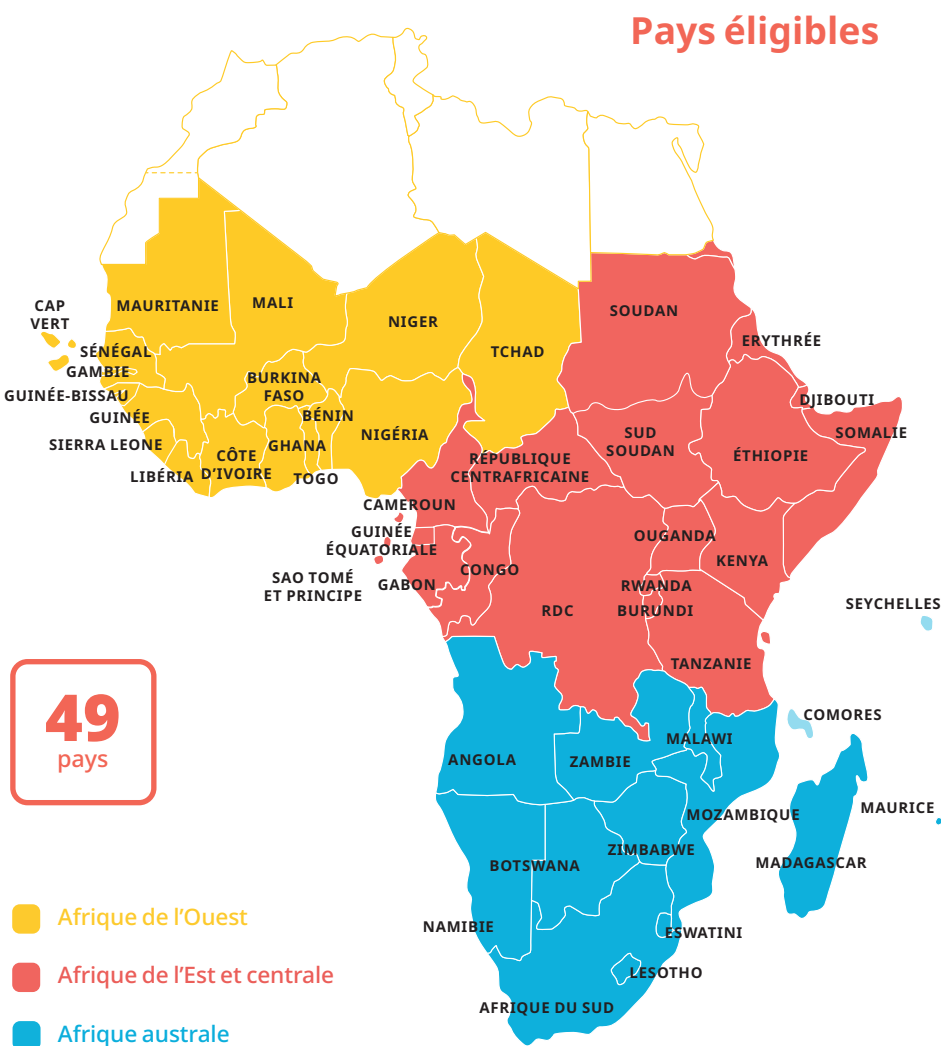 Pays éligibles
CAP
VERT
MAURITANIE
MALI
NIGER
TCHAD
SOUDAN
ERYTHRÉE
SÉNÉGAL
GAMBIE
GUINÉE-BISSAU
GUINÉE
SIERRA LEONE
LIBÉRIA
CÔTE
D’IVOIRE
BURKINA
FASO
BÉNIN
GHANA
TOGO
NIGÉRIA
DJIBOUTI
SOMALIE
SUD
SOUDAN
ÉTHIOPIE
RÉPUBLIQUE
CENTRAFRICAINE
CAMEROUN
GUINÉE
ÉQUATORIALE
SAO TOMÉ
ET PRINCIPE
GABON
CONGO
OUGANDA
KENYA
RWANDA
BURUNDI
RDC
TANZANIE
SEYCHELLES
COMORES
49
pays
ANGOLA
ZAMBIE
MALAWI
MOZAMBIQUE
MAURICE
ZIMBABWE
MADAGASCAR
BOTSWANA
NAMIBIE
ESWATINI
LESOTHO
AFRIQUE DU SUD
Afrique de l’Ouest
Afrique de l’Est et centrale
Afrique australe